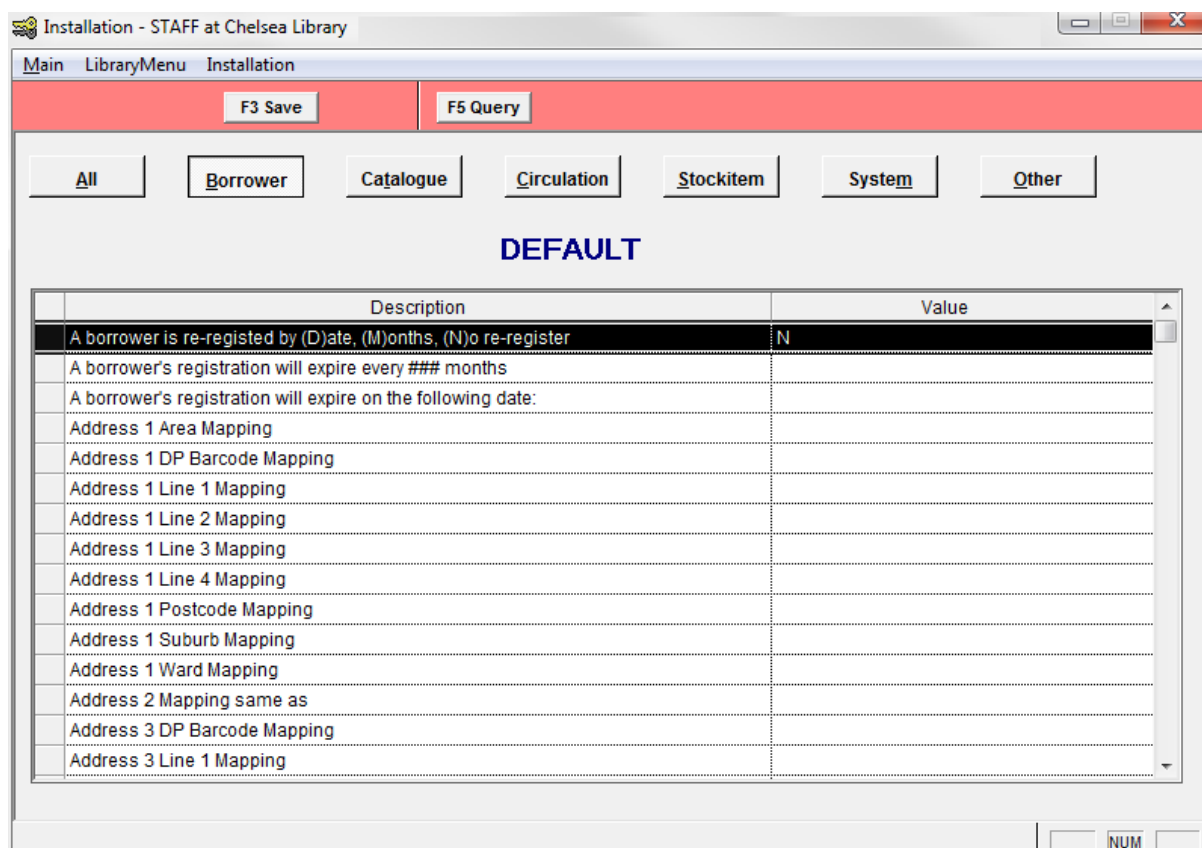 Installation - STAFF at Chelsea Library
X
Main LibraryMenu Installation
F3 Save F5 Query
All Borrower Catalogue Circulation Stockitem System Other
DEFAULT
Description Value
A borrower is re-registed by (D)ate, (M)onths, (N)o re-register N
A borrower's registration will expire every ### months
A borrower's registration will expire on the following date:
Address 1 Area Mapping
Address 1 DP Barcode Mapping
Address 1 Line 1 Mapping
Address 1 Line 2 Mapping
Address 1 Line 3 Mapping
Address 1 Line 4 Mapping
Address 1 Postcode Mapping
Address 1 Suburb Mapping
Address 1 Ward Mapping
Address 2 Mapping same as
Address 3 DP Barcode Mapping
Address 3 Line 1 Mapping
NUM